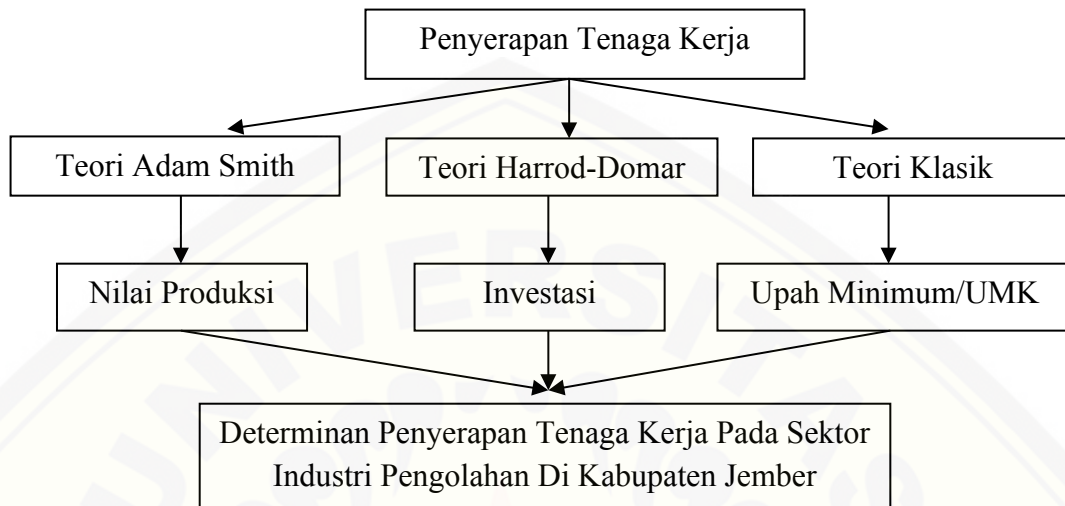 Penyerapan Tenaga Kerja
Teori Adam Smith
Teori Harrod-Domar
Teori Klasik
Nilai Produksi
Investasi
Upah Minimum/UMK
Determinan Penyerapan Tenaga Kerja Pada Sektor
Industri Pengolahan Di Kabupaten Jember
UNIVERSITAS